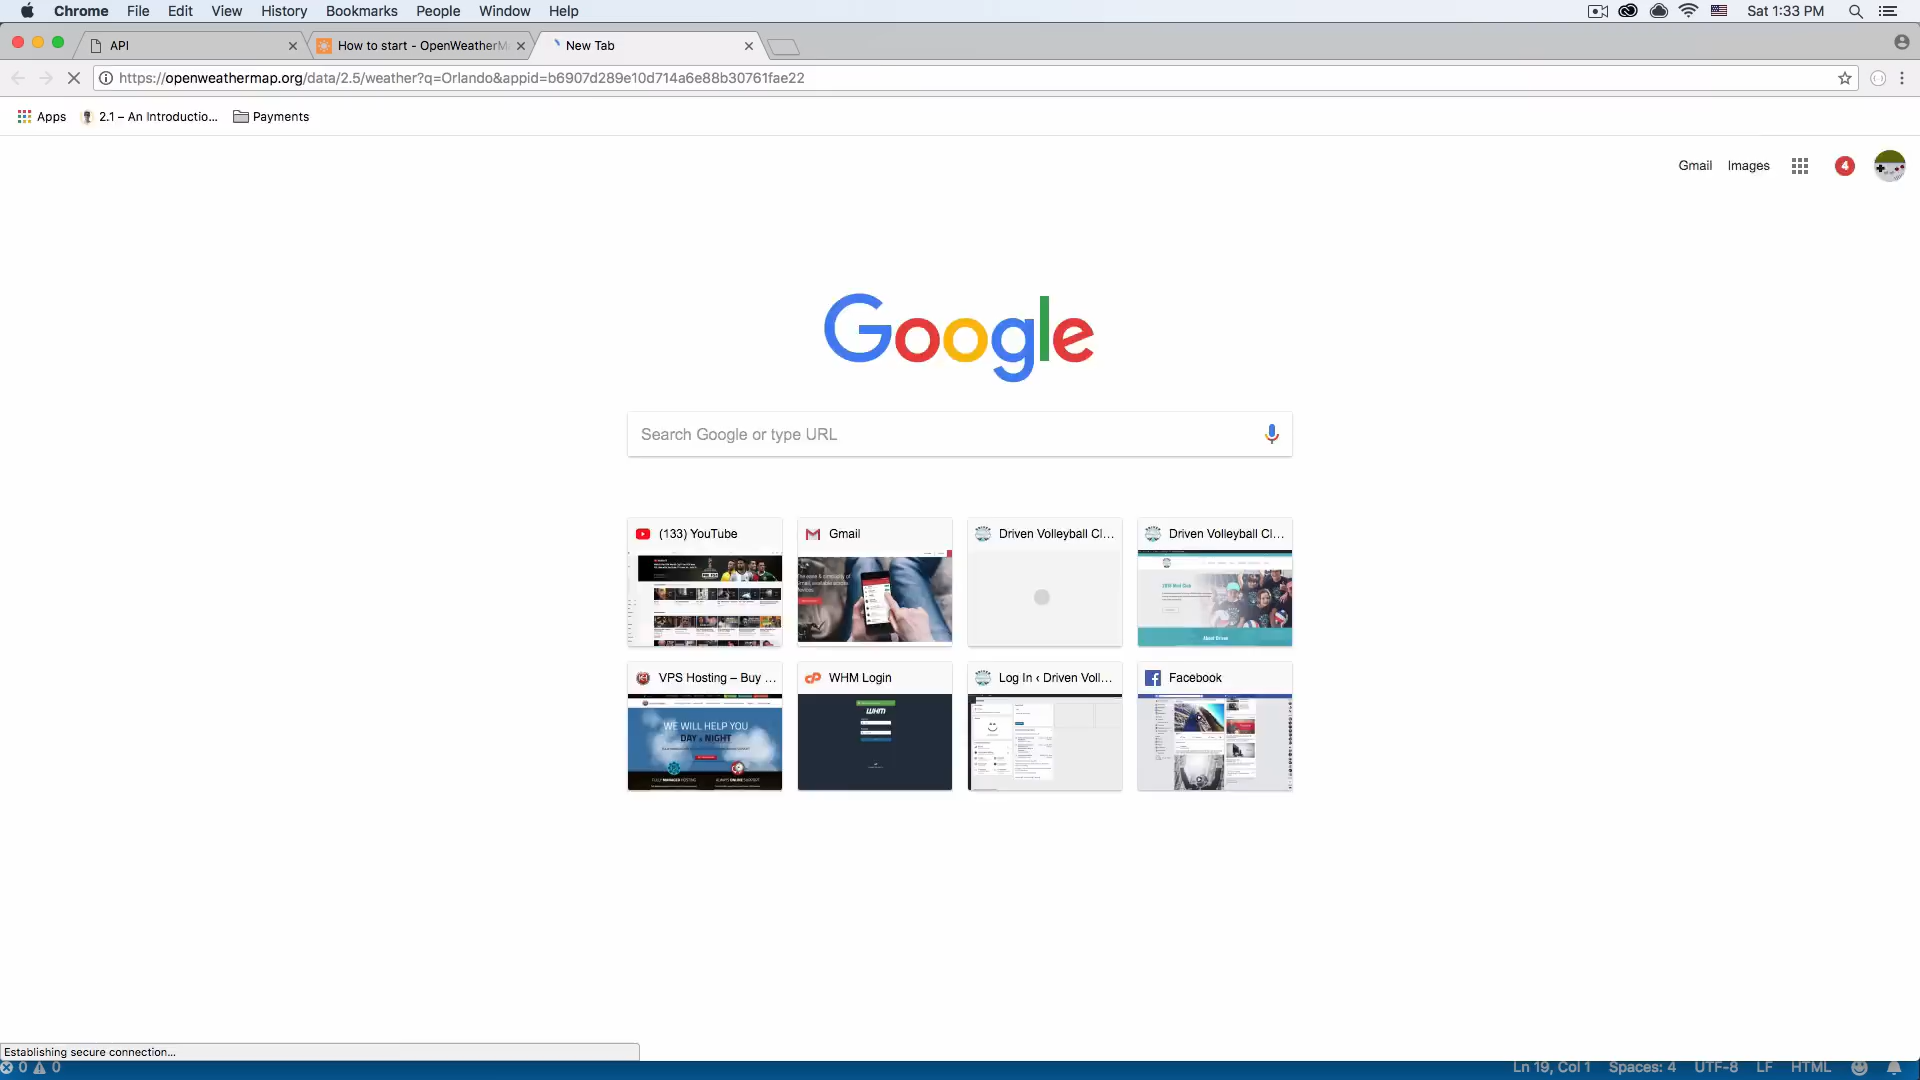 Chrome File Edit View History Bookmarks People Window Help Sat 1:33 PM
API How to start - OpenWeatherM New Tab
https://openweathermap.org/data/2.5/weather?q=Orlando&appid=b6907d289e10d714a6e88b30761fae22
Apps 2.1 – An Introductio... Payments
Gmail Images 4
Google
Search Google or type URL
(133) YouTube Gmail Driven Volleyball Cl... Driven Volleyball Cl...
About Driven
VPS Hosting – Buy ... WHM Login Log In ‹ Driven Voll... Facebook
WE WILL HELP YOU
DAY & NIGHT
WHM
Establishing secure connection...
0 0 Ln 19, Col 1 Spaces: 4 UTF-8 LF HTML